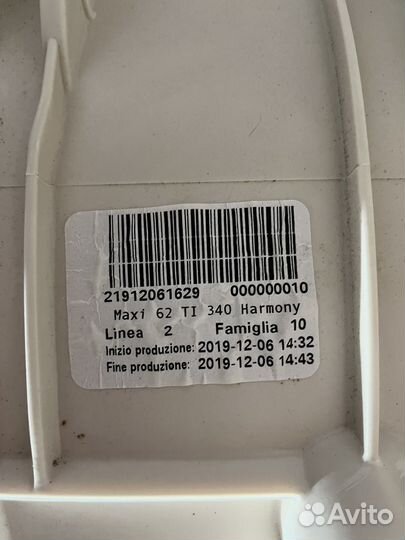 21912061629 000000010
Maxi 62 TI 340 Harmony
Linea 2 Famiglia 10
Inizio produzione: 2019-12-06 14:32
Fine produzione: 2019-12-06 14:43
Avito